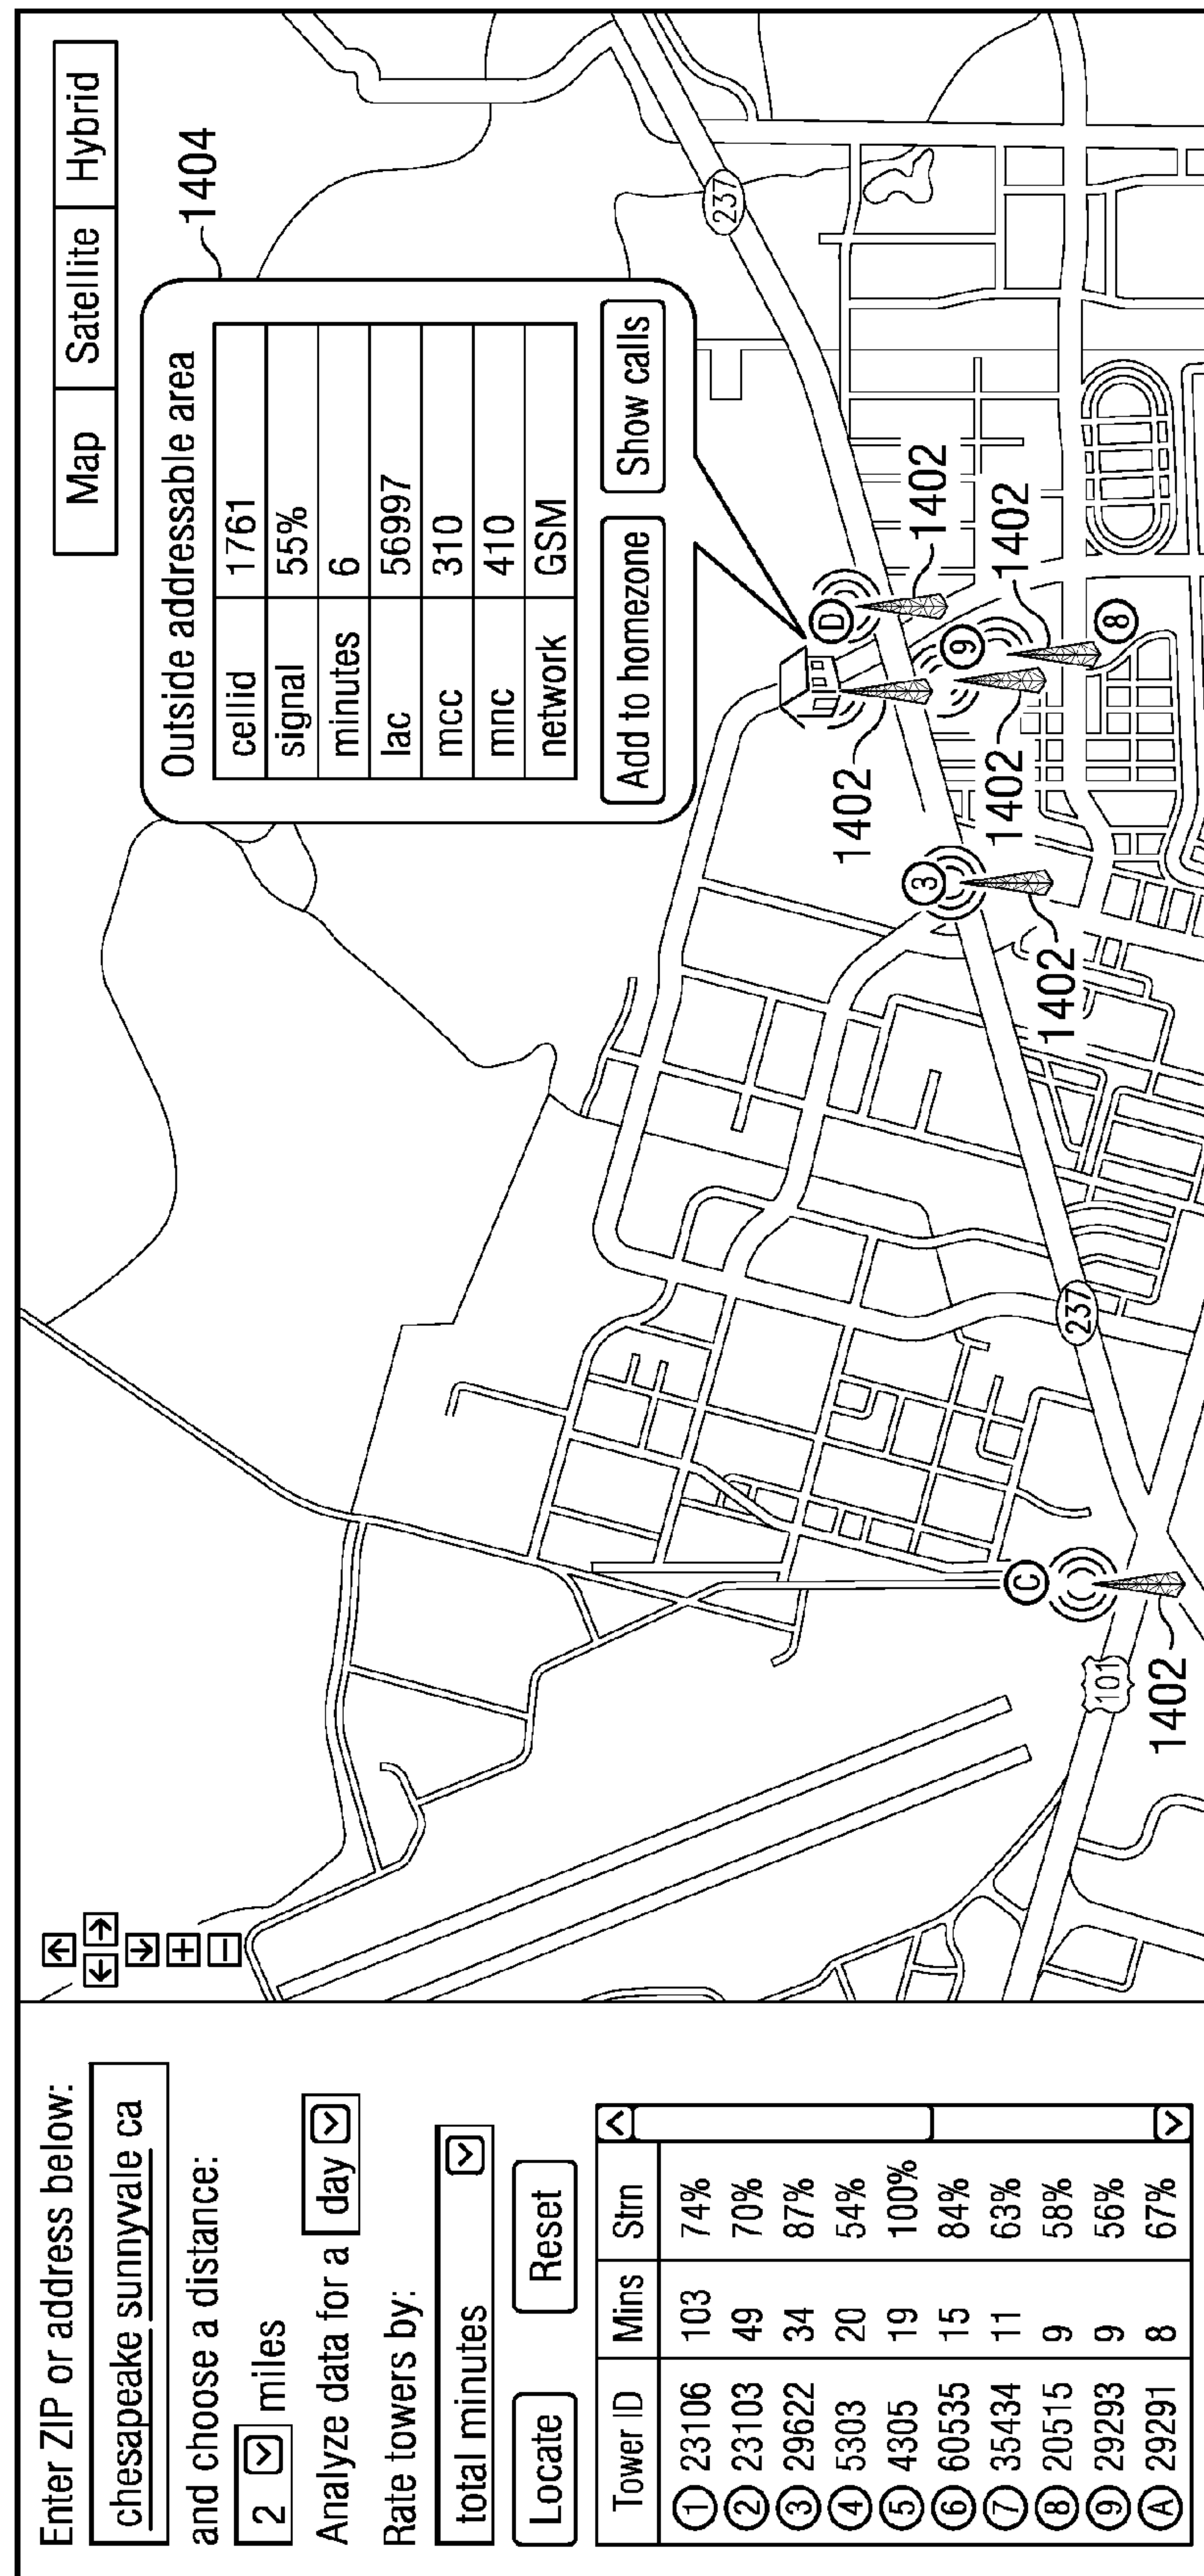 Enter ZIP or address below:
chesapeake sunnyvale ca
and choose a distance:
2 miles
Analyze data for a day
Rate towers by:
total minutes
Locate Reset
Tower ID Mins Strn
1 23106 103 74%
2 23103 49 70%
3 29622 34 87%
4 5303 20 54%
5 4305 19 100%
6 60535 15 84%
7 35434 11 63%
8 20515 9 58%
9 29293 9 56%
A 29291 8 67%
Map Satellite Hybrid
1404
Outside addressable area
cellid 1761
signal 55%
minutes 6
lac 56997
mcc 310
mnc 410
network GSM
Add to homezone Show calls
237
D
1402
9
1402
8
1402
1402
3
1402
237
C
101
1402